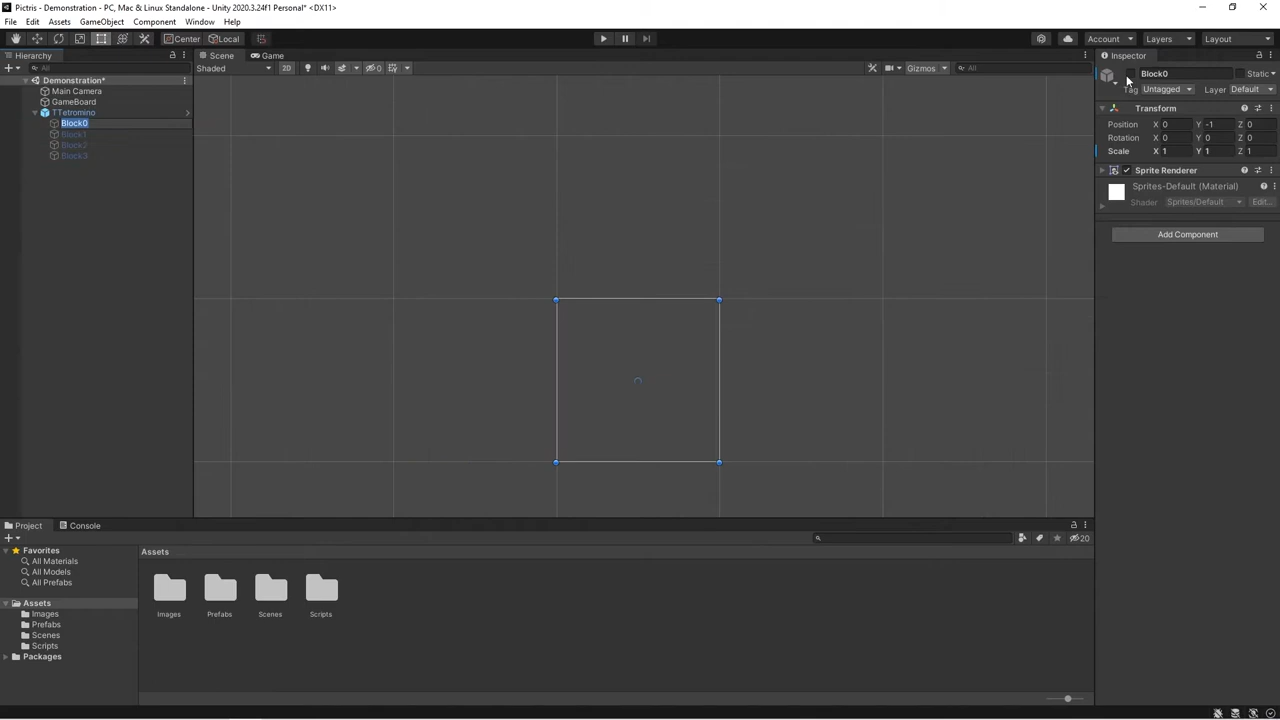 Pictris - Demonstration - PC, Mac & Linux Standalone - Unity 2020.3.24f1 Personal* <DX11>
File Edit Assets GameObject Component Window Help
Center Local Account Layers Layout
Hierarchy Scene Game Inspector
All Shaded 2D 0 Gizmos All
Block0 Static
Demonstration*
Main Camera
GameBoard
TTetromino
Block0
Block1
Block2
Block3
Tag Untagged Layer Default
Transform
Position X 0 Y -1 Z 0
Rotation X 0 Y 0 Z 0
Scale X 1 Y 1 Z 1
Sprite Renderer
Sprites-Default (Material)
Shader Sprites/Default Edit...
Add Component
Project Console
20
Favorites
All Materials
All Models
All Prefabs
Assets
Images
Prefabs
Scenes
Scripts
Packages
Assets
Images Prefabs Scenes Scripts